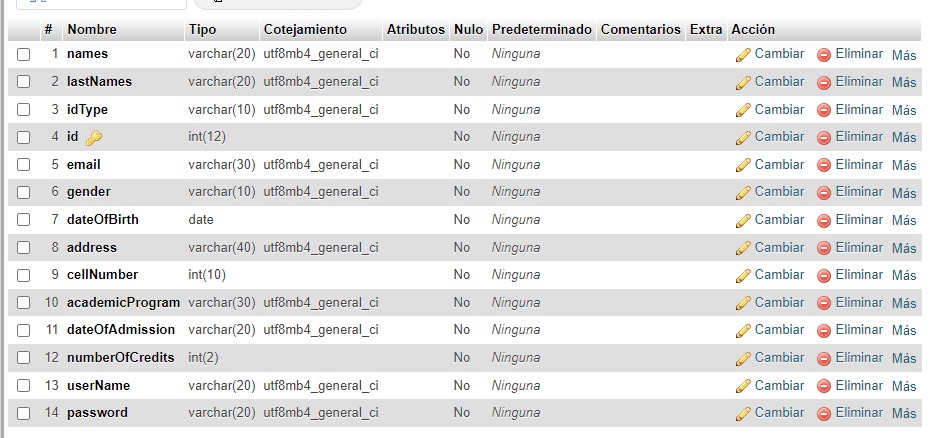 # Nombre Tipo Cotejamiento Atributos Nulo Predeterminado Comentarios Extra Acción
1 names varchar(20) utf8mb4_general_ci No Ninguna Cambiar Eliminar Más
2 lastNames varchar(20) utf8mb4_general_ci No Ninguna Cambiar Eliminar Más
3 idType varchar(10) utf8mb4_general_ci No Ninguna Cambiar Eliminar Más
4 id int(12) No Ninguna Cambiar Eliminar Más
5 email varchar(30) utf8mb4_general_ci No Ninguna Cambiar Eliminar Más
6 gender varchar(10) utf8mb4_general_ci No Ninguna Cambiar Eliminar Más
7 dateOfBirth date No Ninguna Cambiar Eliminar Más
8 address varchar(40) utf8mb4_general_ci No Ninguna Cambiar Eliminar Más
9 cellNumber int(10) No Ninguna Cambiar Eliminar Más
10 academicProgram varchar(30) utf8mb4_general_ci No Ninguna Cambiar Eliminar Más
11 dateOfAdmission varchar(20) utf8mb4_general_ci No Ninguna Cambiar Eliminar Más
12 numberOfCredits int(2) No Ninguna Cambiar Eliminar Más
13 userName varchar(20) utf8mb4_general_ci No Ninguna Cambiar Eliminar Más
14 password varchar(20) utf8mb4_general_ci No Ninguna Cambiar Eliminar Más